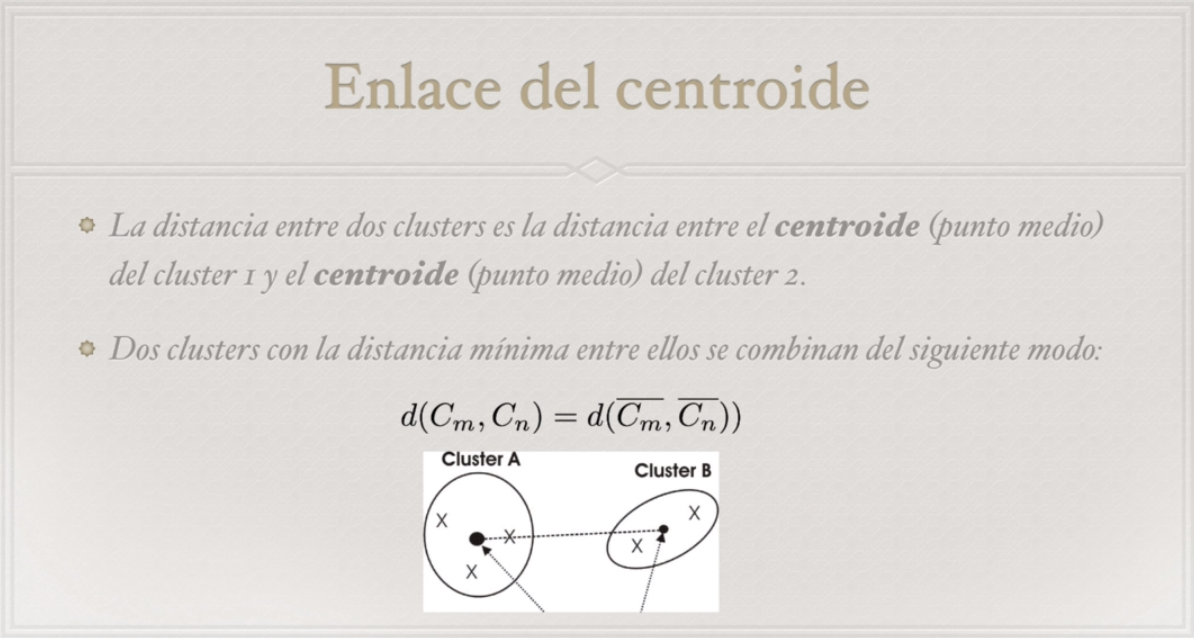 Enlace del centroide
La distancia entre dos clusters es la distancia entre el centroide (punto medio)
del cluster 1 y el centroide (punto medio) del cluster 2.
Dos clusters con la distancia mínima entre ellos se combinan del siguiente modo:
$d(C_m, C_n) = d(\overline{C_m}, \overline{C_n}))$
Cluster A
Cluster B
X
X
X
X
X